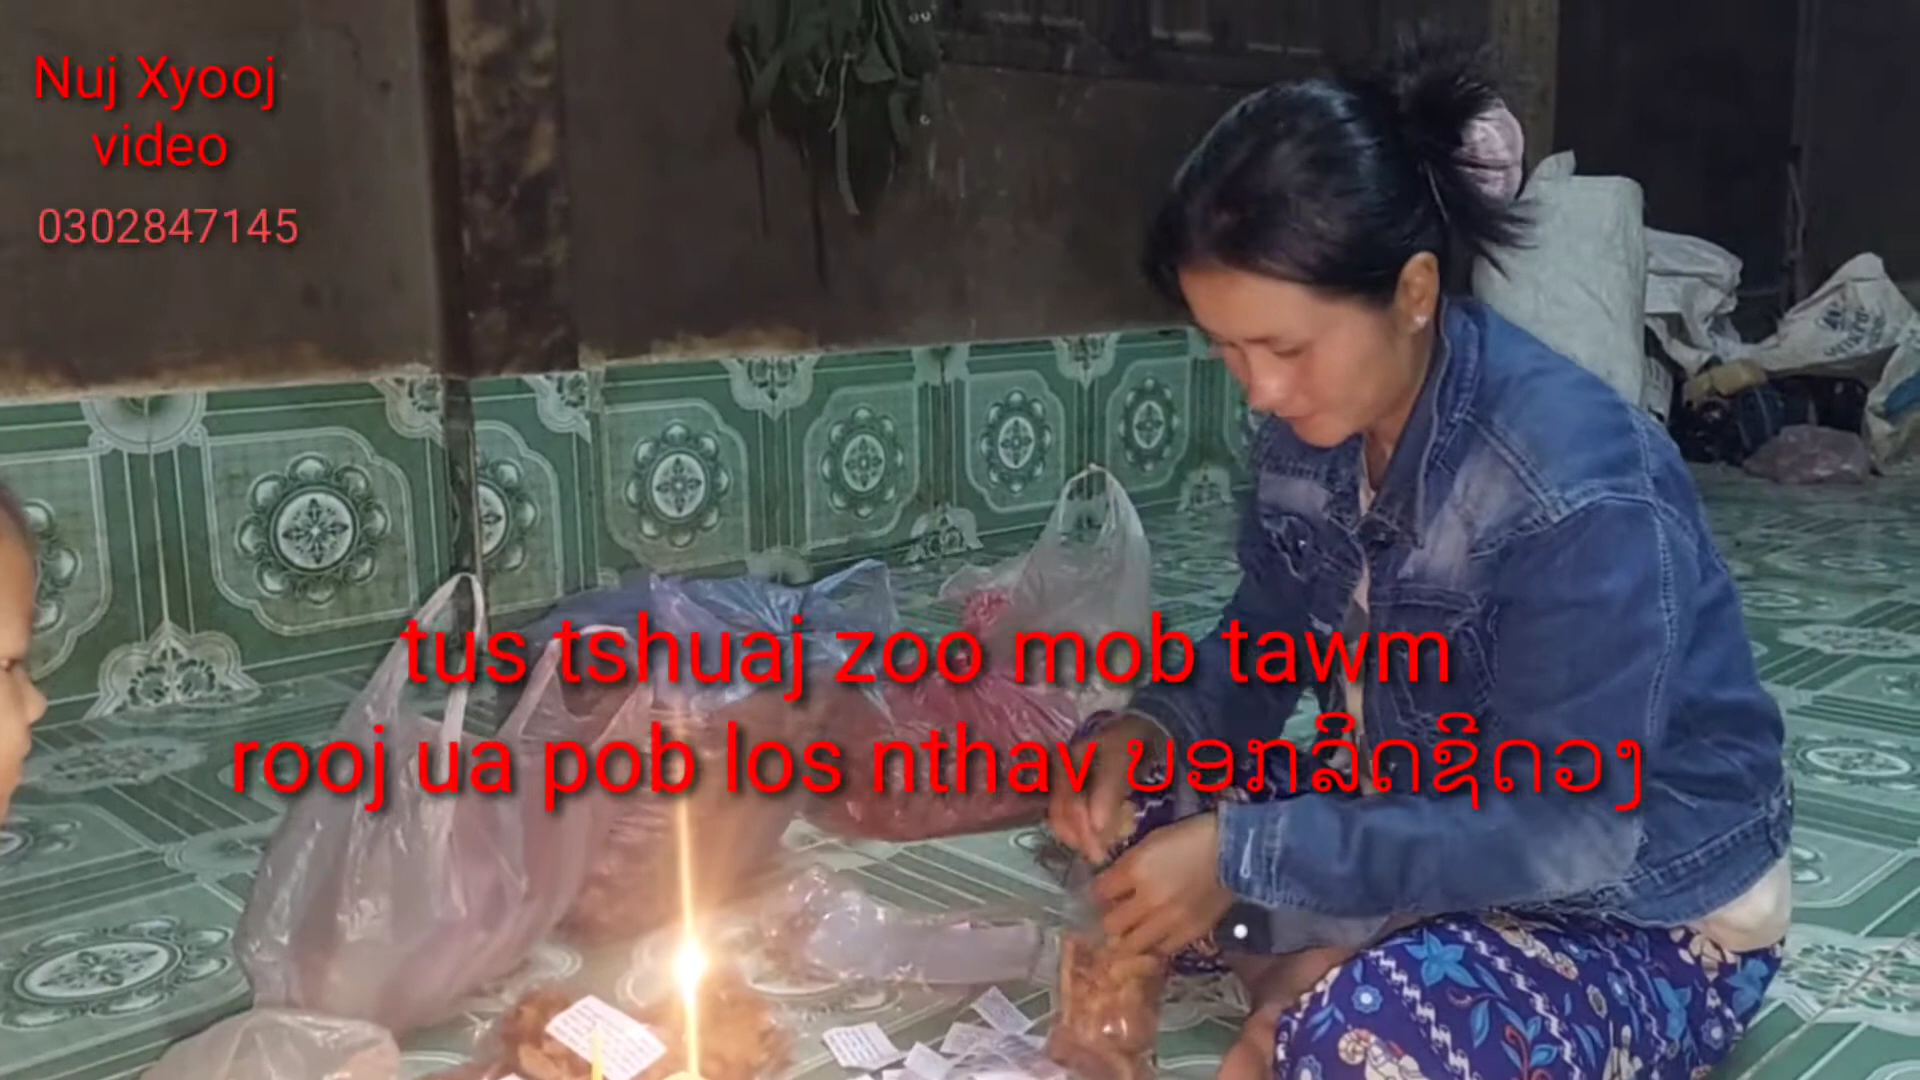 Nuj Xyooj
video
0302847145
tus tshuaj zoo mob tawm
rooj ua pob los nthav ບອກລິດຊີດວງ